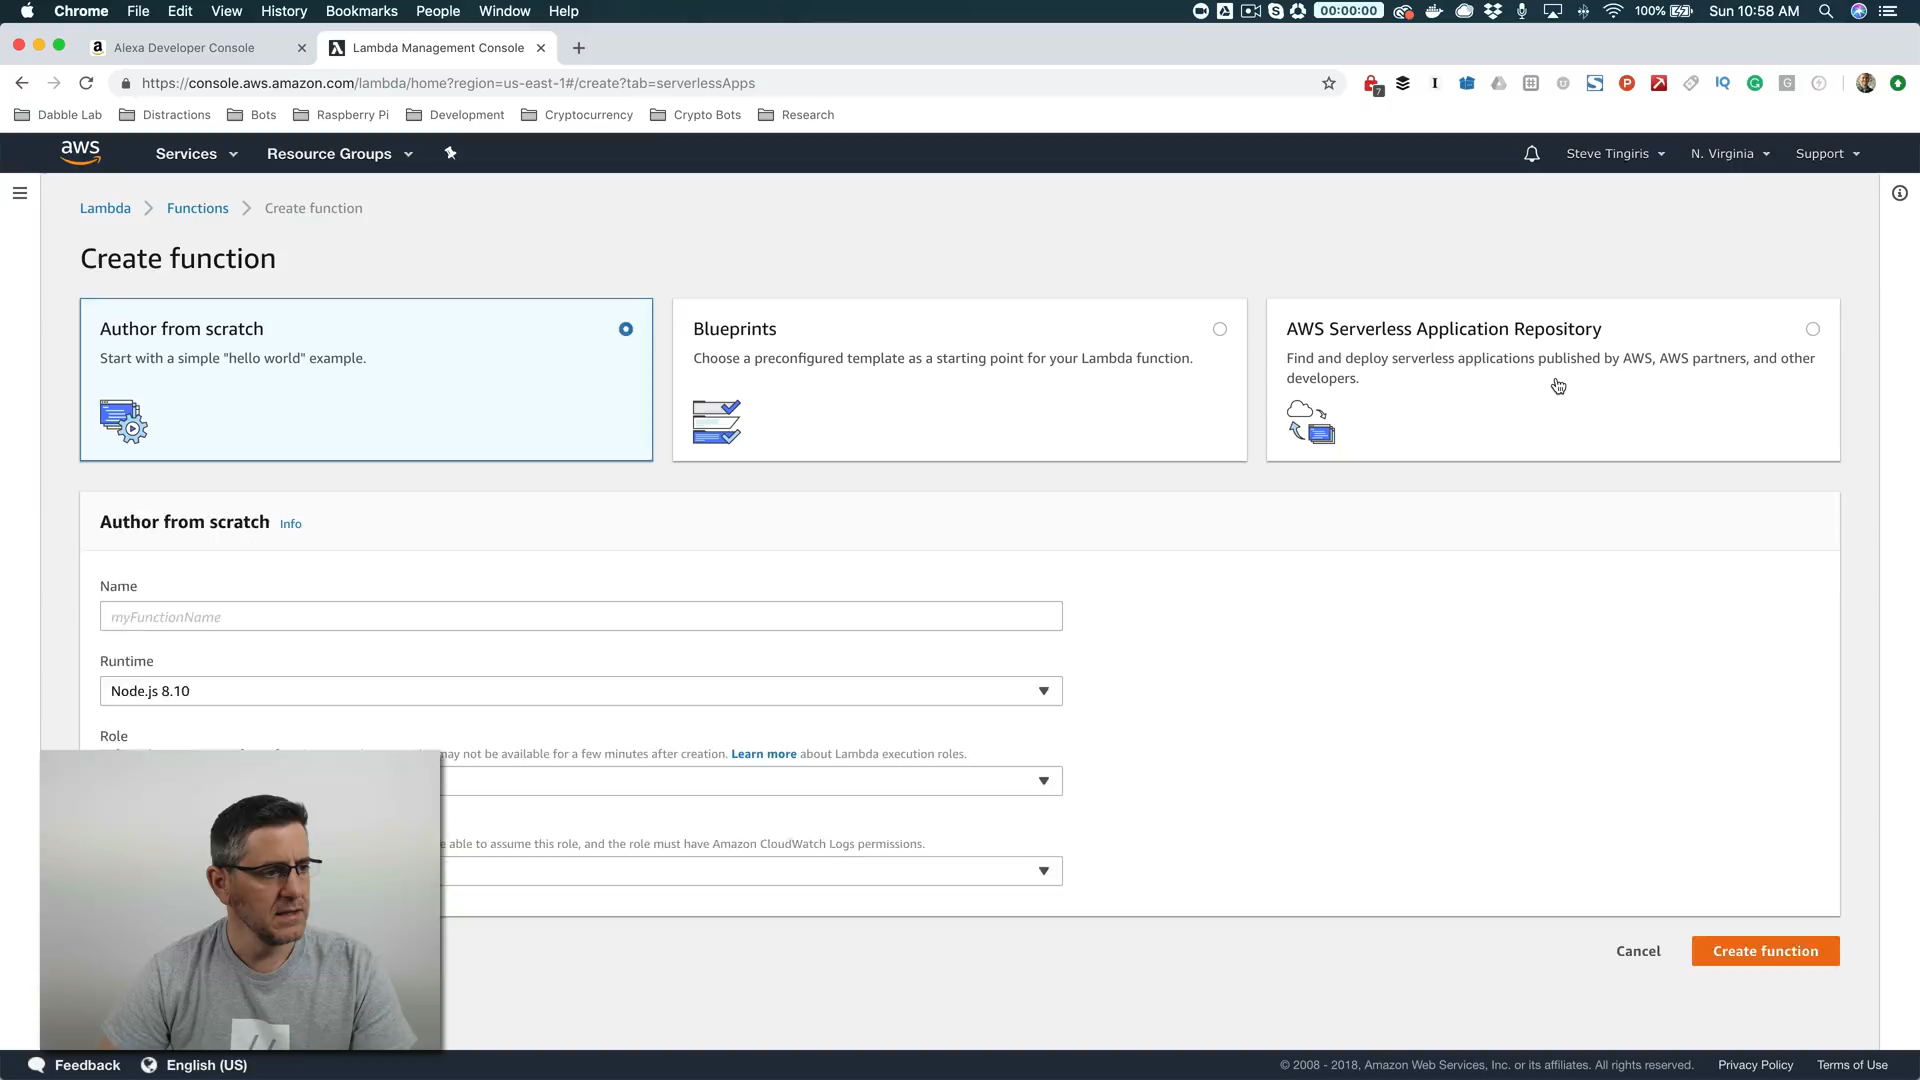 Chrome File Edit View History Bookmarks People Window Help 00:00:00 100% Sun 10:58 AM
Alexa Developer Console Lambda Management Console
https://console.aws.amazon.com/lambda/home?region=us-east-1#/create?tab=serverlessApps
Dabble Lab Distractions Bots Raspberry Pi Development Cryptocurrency Crypto Bots Research
aws Services Resource Groups Steve Tingiris N. Virginia Support
Lambda Functions Create function
Create function
Author from scratch
Start with a simple "hello world" example.
Blueprints
Choose a preconfigured template as a starting point for your Lambda function.
AWS Serverless Application Repository
Find and deploy serverless applications published by AWS, AWS partners, and other
developers.
Author from scratch Info
Name
myFunctionName
Runtime
Node.js 8.10
Role
may not be available for a few minutes after creation. Learn more about Lambda execution roles.
able to assume this role, and the role must have Amazon CloudWatch Logs permissions.
Cancel Create function
Feedback English (US) © 2008 - 2018, Amazon Web Services, Inc. or its affiliates. All rights reserved. Privacy Policy Terms of Use